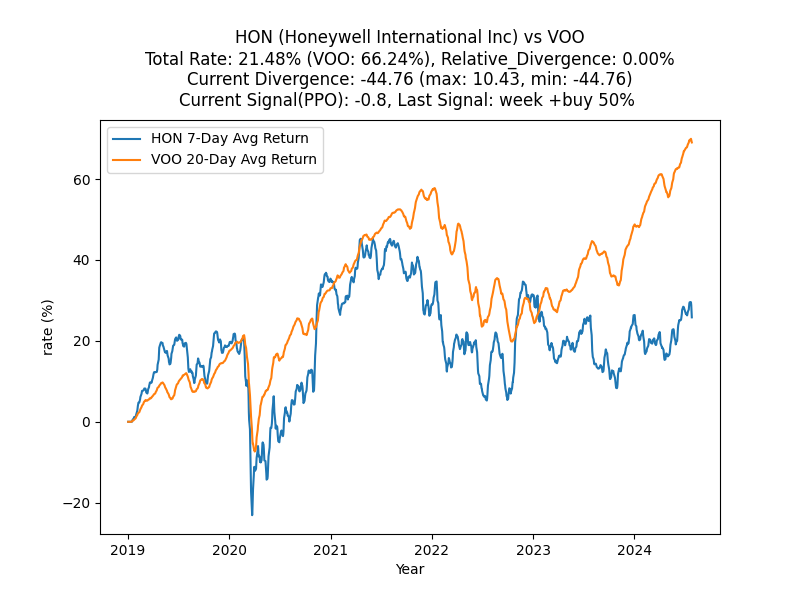 HON (Honeywell International Inc) vs VOO
Total Rate: 21.48% (VOO: 66.24%), Relative_Divergence: 0.00%
Current Divergence: -44.76 (max: 10.43, min: -44.76)
Current Signal(PPO): -0.8, Last Signal: week +buy 50%
HON 7-Day Avg Return
VOO 20-Day Avg Return
60
40
20
0
−20
rate (%)
2019 2020 2021 2022 2023 2024
Year